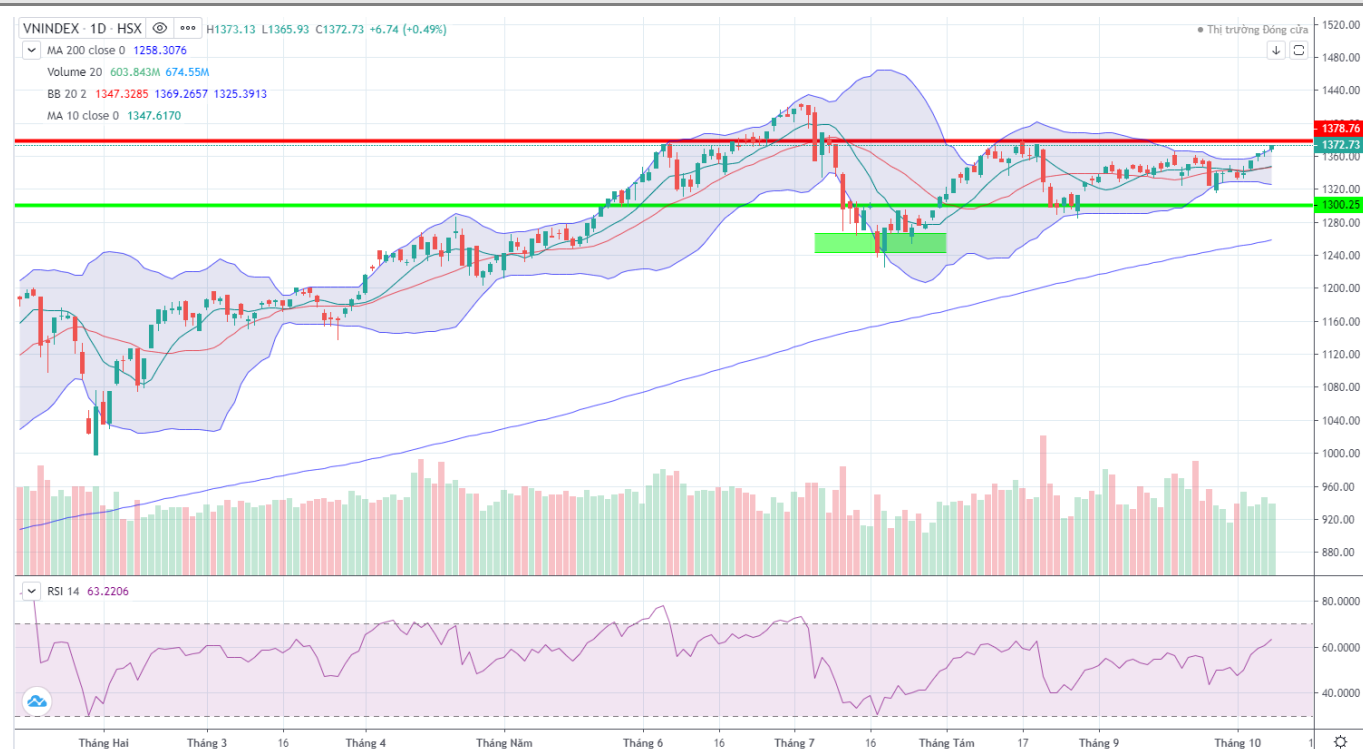 VNINDEX · 1D · HSX H1373.13 L1365.93 C1372.73 +6.74 (+0.49%)
Thị trường Đóng cửa
MA 200 close 0 1258.3076
Volume 20 603.843M 674.55M
BB 20 2 1347.3285 1369.2657 1325.3913
MA 10 close 0 1347.6170
1520.00
1480.00
1440.00
1378.76
1372.73
1360.00
1320.00
1300.25
1280.00
1240.00
1200.00
1160.00
1120.00
1080.00
1040.00
1000.00
960.00
920.00
880.00
RSI 14 63.2206
80.0000
60.0000
40.0000
Tháng Hai Tháng 3 16 Tháng 4 Tháng Năm Tháng 6 16 Tháng 7 16 Tháng Tám 17 Tháng 9 Tháng 10